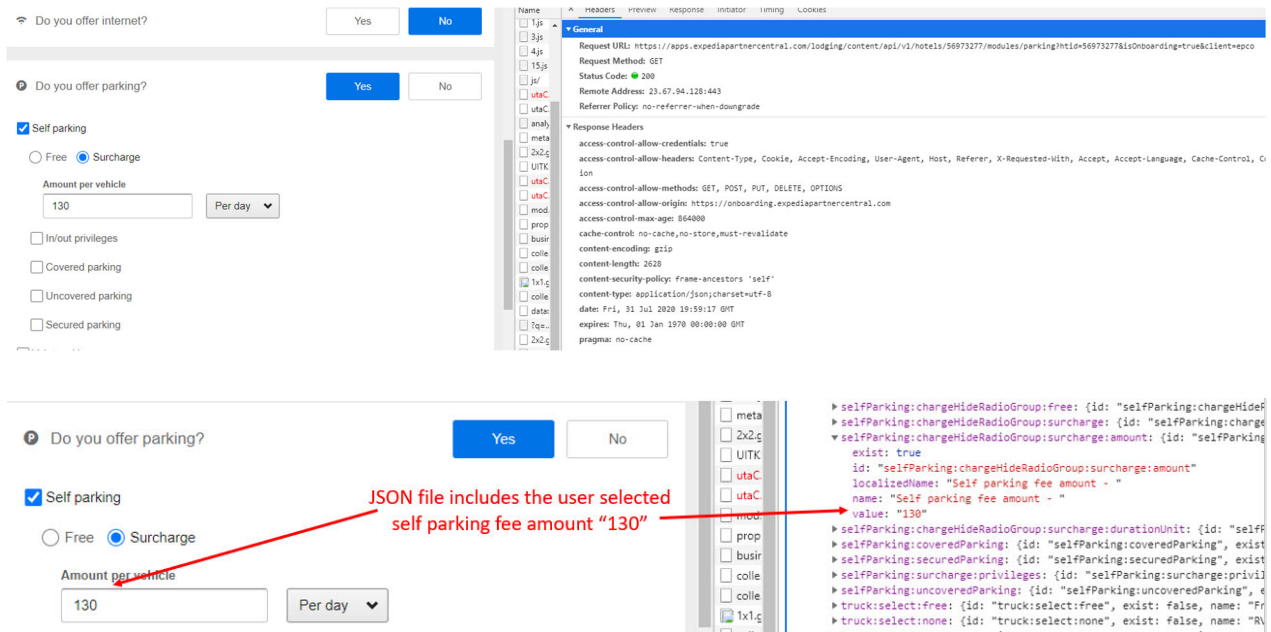 Do you offer internet?
Yes
No
Do you offer parking?
Yes
No
Self parking
Free
Surcharge
Amount per vehicle
130
Per day
In/out privileges
Covered parking
Uncovered parking
Secured parking
Name
1.js
3.js
4.js
15.js
js/
utaC.
utaC.
analy
meta
2x2.g
UITK
utaC.
utaC.
mod.
prop
busir
colle
colle
1x1.g
colle
data:
?q=..
2x2.g
× Headers Preview Response Initiator Timing Cookies
▼ General
Request URL: https://apps.expediapartnercentral.com/lodging/content/api/v1/hotels/56973277/modules/parking?htid=56973277&isOnboarding=true&client=epco
Request Method: GET
Status Code: 200
Remote Address: 23.67.94.128:443
Referrer Policy: no-referrer-when-downgrade
▼ Response Headers
access-control-allow-credentials: true
access-control-allow-headers: Content-Type, Cookie, Accept-Encoding, User-Agent, Host, Referer, X-Requested-With, Accept, Accept-Language, Cache-Control,
ion
access-control-allow-methods: GET, POST, PUT, DELETE, OPTIONS
access-control-allow-origin: https://onboarding.expediapartnercentral.com
access-control-max-age: 864000
cache-control: no-cache,no-store,must-revalidate
content-encoding: gzip
content-length: 2628
content-security-policy: frame-ancestors 'self'
content-type: application/json;charset=utf-8
date: Fri, 31 Jul 2020 19:59:17 GMT
expires: Thu, 01 Jan 1970 00:00:00 GMT
pragma: no-cache
Do you offer parking?
Yes
No
Self parking
Free
Surcharge
Amount per vehicle
130
Per day
JSON file includes the user selected
self parking fee amount “130”
meta
2x2.g
UITK
utaC.
utaC.
mod.
prop
busir
colle
colle
1x1.g
▶ selfParking:chargeHideRadioGroup:free: {id: "selfParking:chargeHideR
▶ selfParking:chargeHideRadioGroup:surcharge: {id: "selfParking:charge
▼ selfParking:chargeHideRadioGroup:surcharge:amount: {id: "selfParking
exist: true
id: "selfParking:chargeHideRadioGroup:surcharge:amount"
localizedName: "Self parking fee amount - "
name: "Self parking fee amount - "
value: "130"
▶ selfParking:chargeHideRadioGroup:surcharge:durationUnit: {id: "selfP
▶ selfParking:coveredParking: {id: "selfParking:coveredParking", exist
▶ selfParking:securedParking: {id: "selfParking:securedParking", exist
▶ selfParking:surcharge:privileges: {id: "selfParking:surcharge:privil
▶ selfParking:uncoveredParking: {id: "selfParking:uncoveredParking", e
▶ truck:select:free: {id: "truck:select:free", exist: false, name: "Fr
▶ truck:select:none: {id: "truck:select:none", exist: false, name: "RV